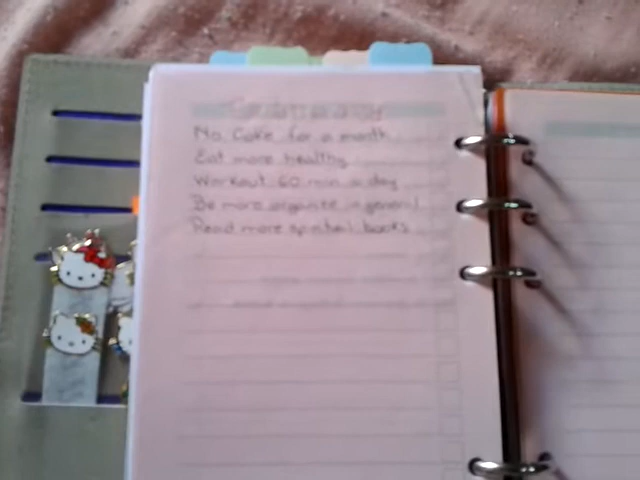 No Coke for a month
Eat more healthy
Workout 60 min a day
Be more organize in general
Read more spiritual books